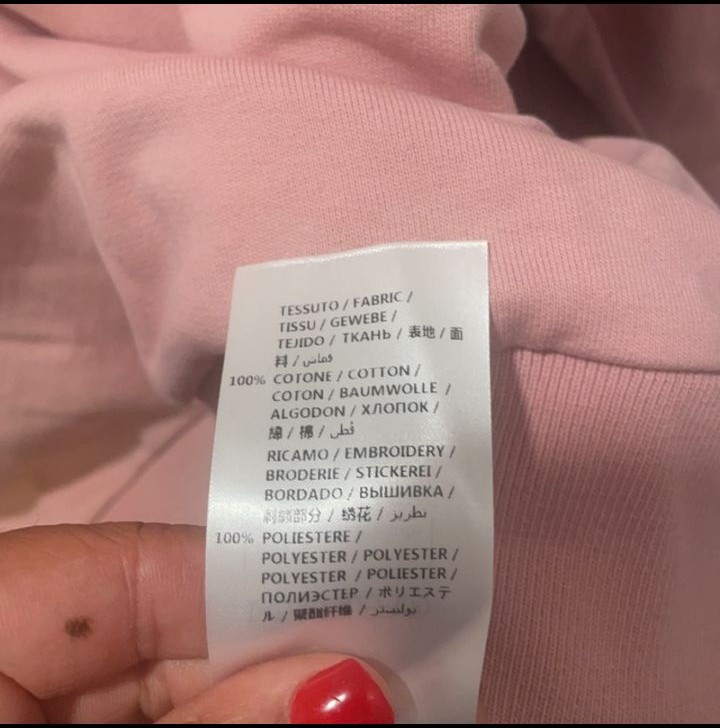 TESSUTO / FABRIC /
TISSU / GEWEBE /
TEJIDO / ТКАНЬ / 表地 / 面
料 / قماش
100% COTONE / COTTON /
COTON / BAUMWOLLE /
ALGODON / ХЛОПОК /
綿 / 棉 / قطن
RICAMO / EMBROIDERY /
BRODERIE / STICKEREI /
BORDADO / ВЫШИВКА /
刺繍部分 / 绣花 / تطريز
100% POLIESTERE /
POLYESTER / POLYESTER /
POLYESTER / POLIESTER /
ПОЛИЭСТЕР / ポリエステ
ル / 聚酯纤维 / بولستر